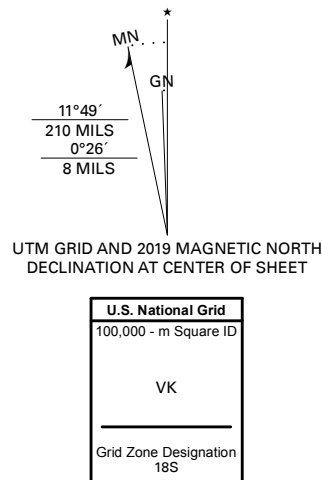 ★
MN
GN
11°49´
210 MILS
0°26´
8 MILS
UTM GRID AND 2019 MAGNETIC NORTH
DECLINATION AT CENTER OF SHEET
U.S. National Grid
100,000 - m Square ID
VK
Grid Zone Designation
18S